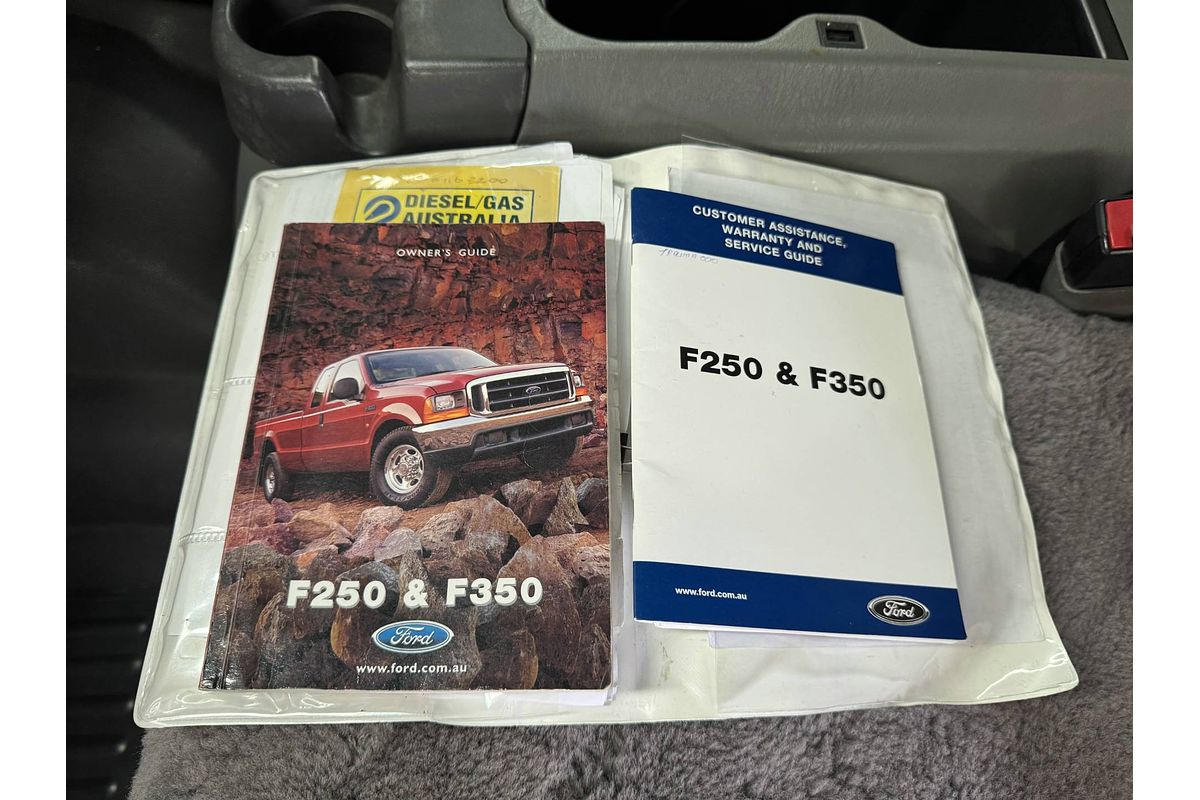 DIESEL/GAS
AUSTRALIA
OWNER'S GUIDE
F250 & F350
Ford
www.ford.com.au
CUSTOMER ASSISTANCE,
WARRANTY AND
SERVICE GUIDE
F250 & F350
www.ford.com.au
Ford